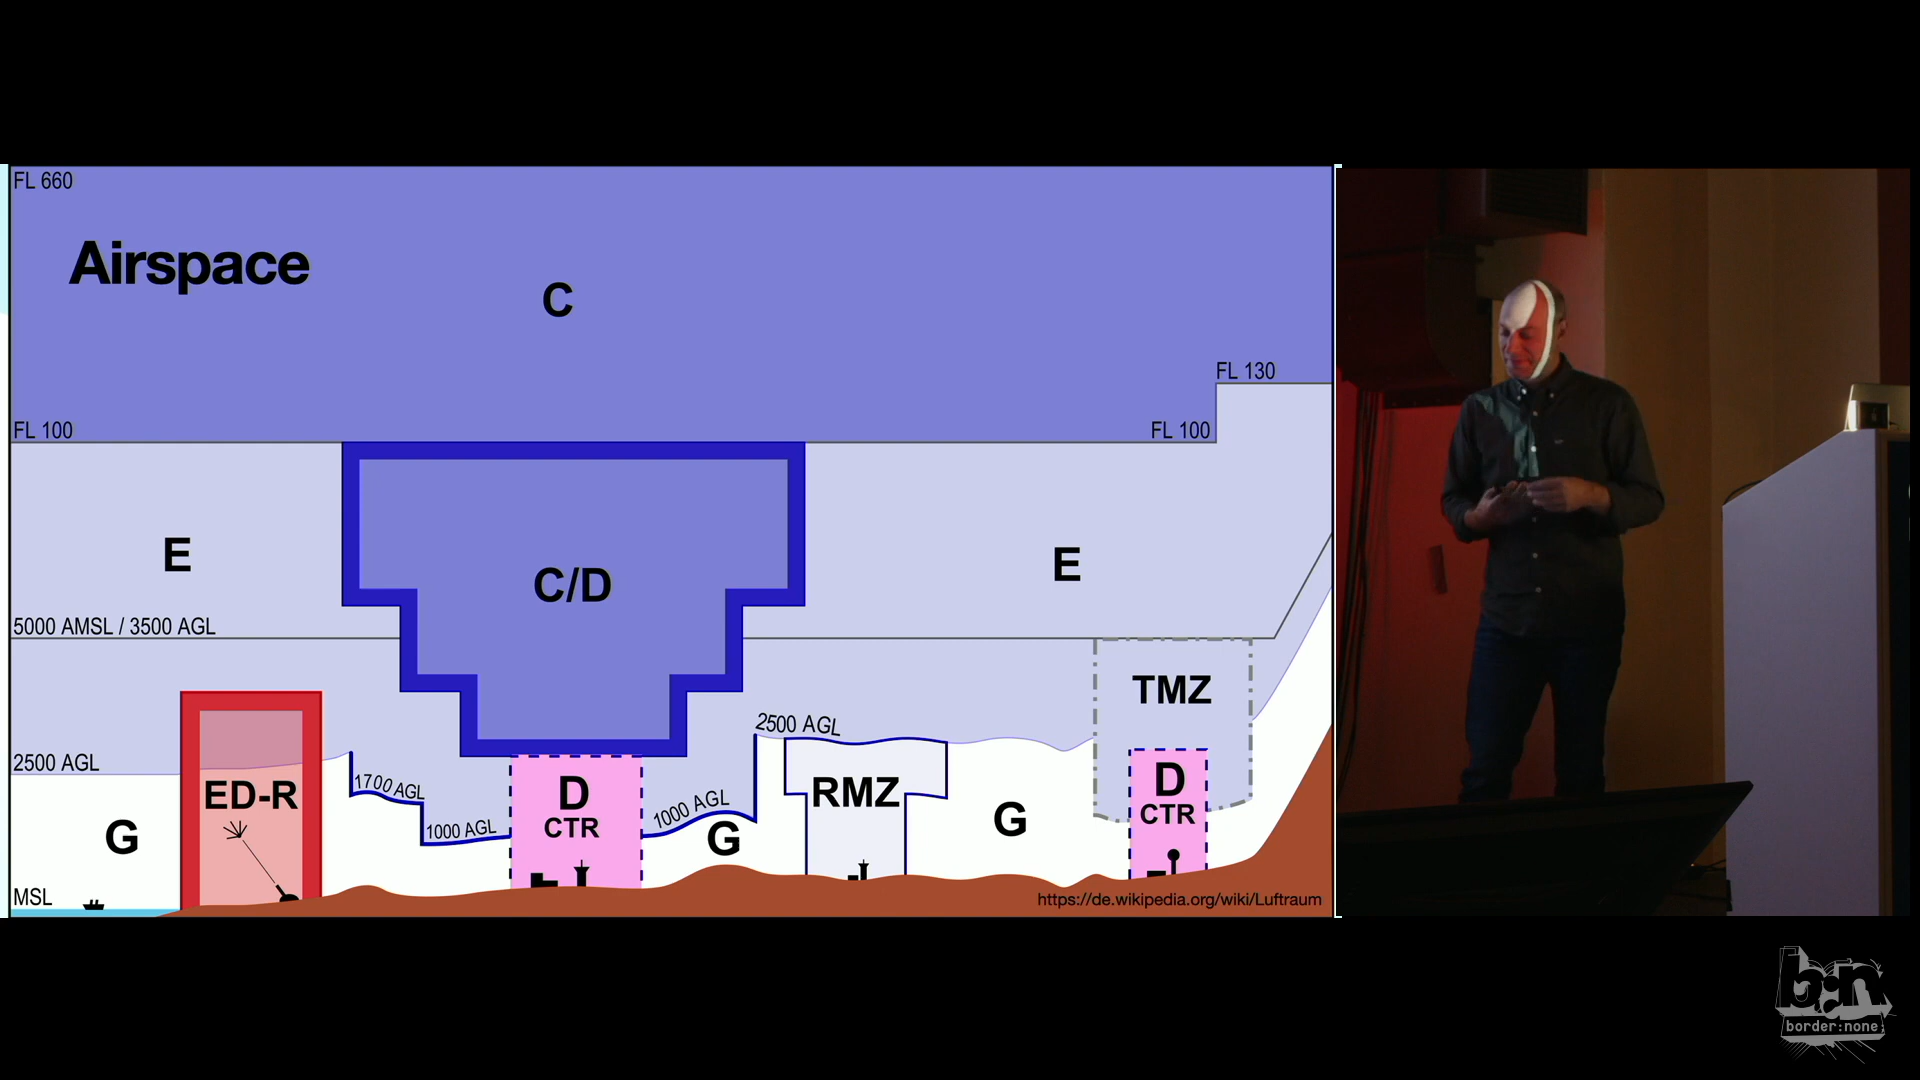 FL 660
Airspace
C
FL 130
FL 100
FL 100
E
C/D
E
5000 AMSL / 3500 AGL
TMZ
2500 AGL
2500 AGL
1700 AGL
ED-R
D
CTR
1000 AGL
1000 AGL
RMZ
D
CTR
G
G
G
MSL
https://de.wikipedia.org/wiki/Luftraum
b:n
border:none;